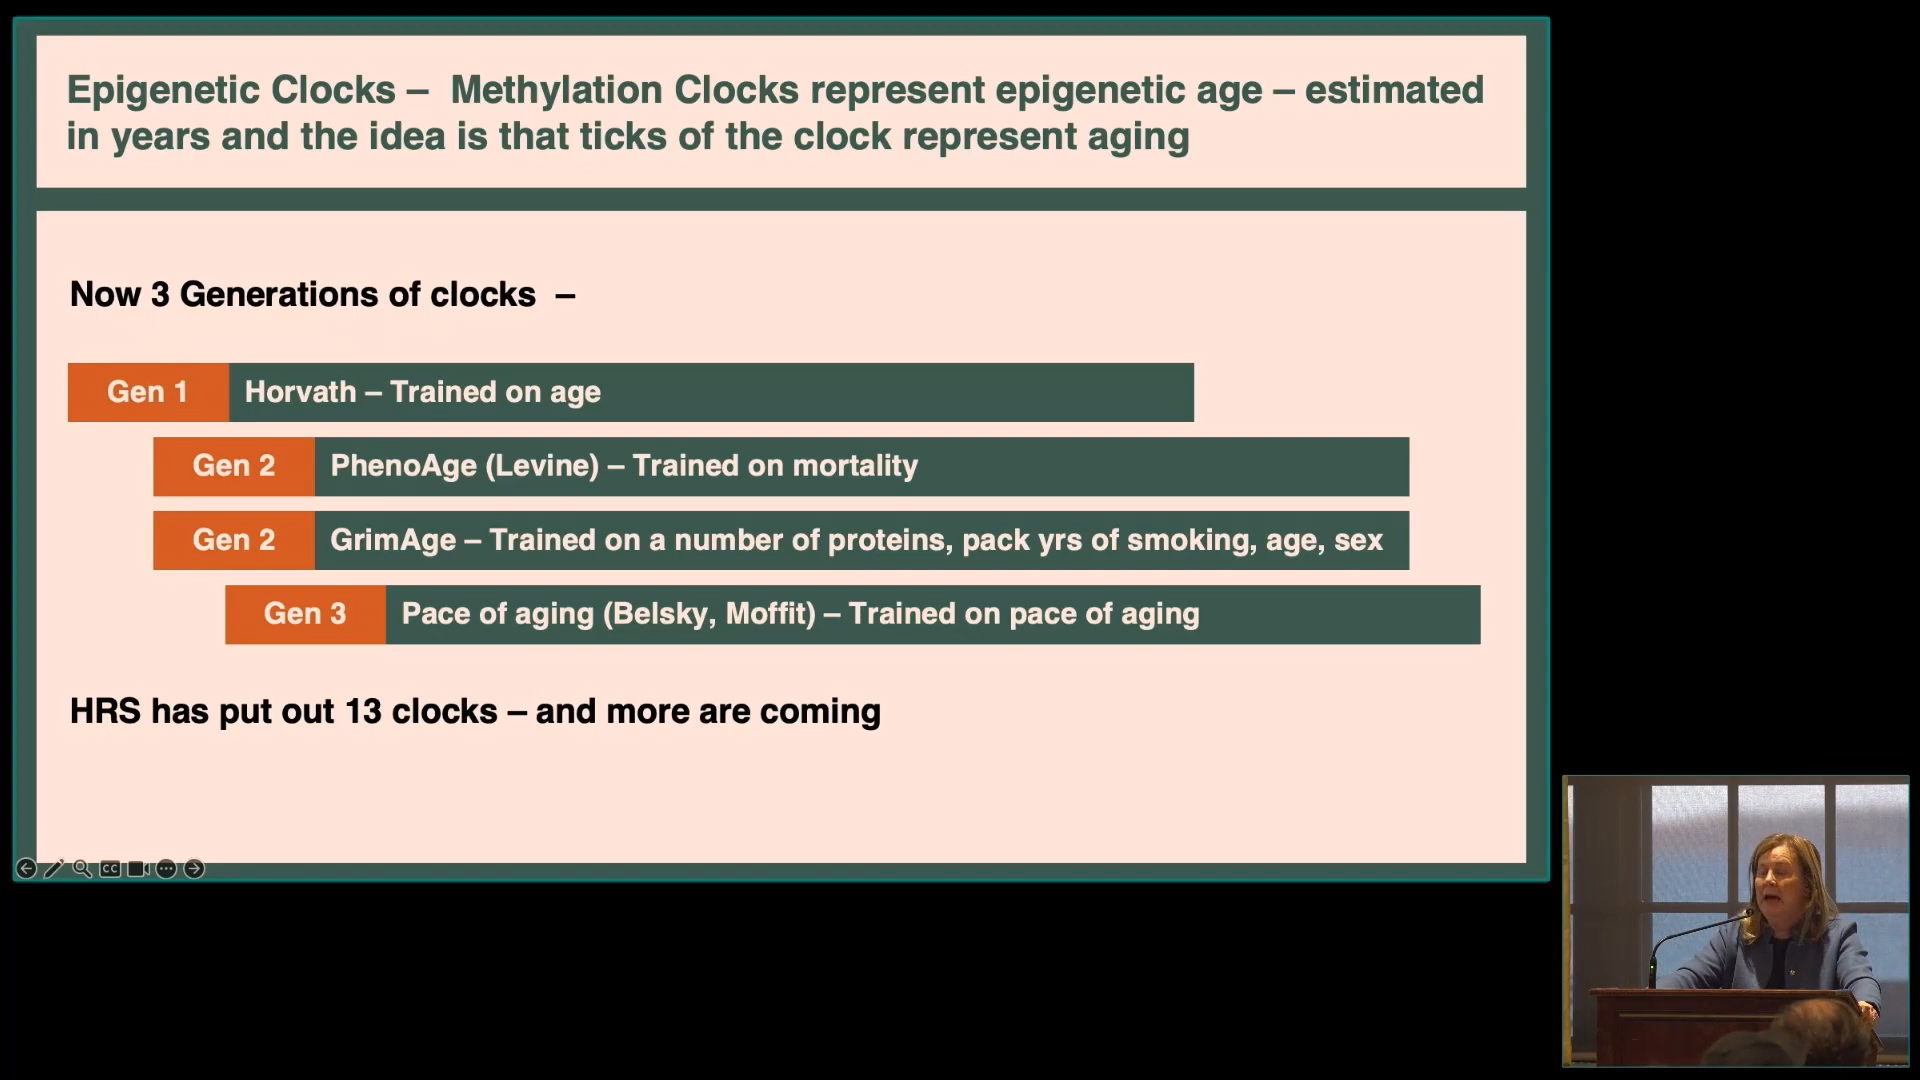 Epigenetic Clocks –  Methylation Clocks represent epigenetic age – estimated
in years and the idea is that ticks of the clock represent aging
Now 3 Generations of clocks  –
Gen 1 Horvath – Trained on age
Gen 2 PhenoAge (Levine) – Trained on mortality
Gen 2 GrimAge – Trained on a number of proteins, pack yrs of smoking, age, sex
Gen 3 Pace of aging (Belsky, Moffit) – Trained on pace of aging
HRS has put out 13 clocks – and more are coming
CC